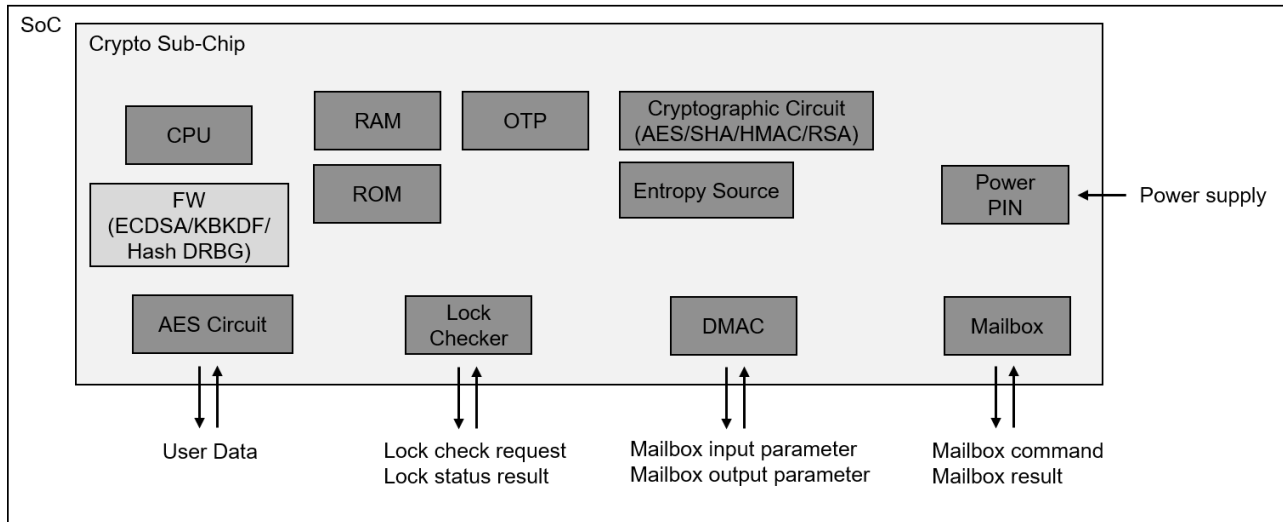 SoC
Crypto Sub-Chip
CPU
RAM
OTP
Cryptographic Circuit
(AES/SHA/HMAC/RSA)
FW
(ECDSA/KBKDF/
Hash DRBG)
ROM
Entropy Source
Power
PIN
Power supply
AES Circuit
Lock
Checker
DMAC
Mailbox
User Data
Lock check request
Lock status result
Mailbox input parameter
Mailbox output parameter
Mailbox command
Mailbox result